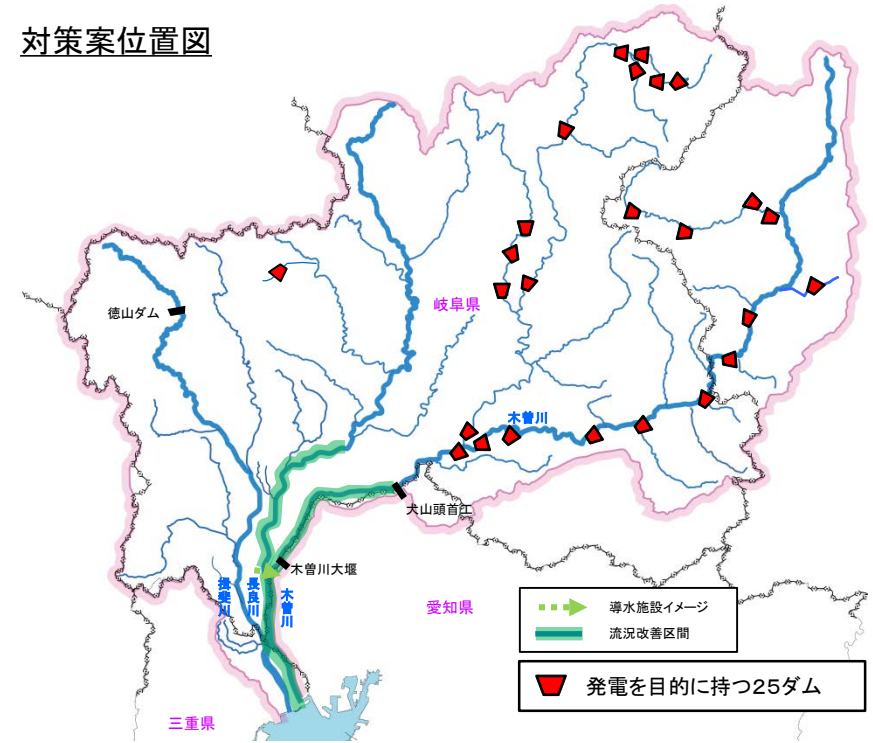 対策案位置図
徳山ダム
岐阜県
木曽川
犬山頭首工
木曽川大堰
揖斐川
長良川
木曽川
愛知県
三重県
導水施設イメージ
流況改善区間
発電を目的に持つ25ダム